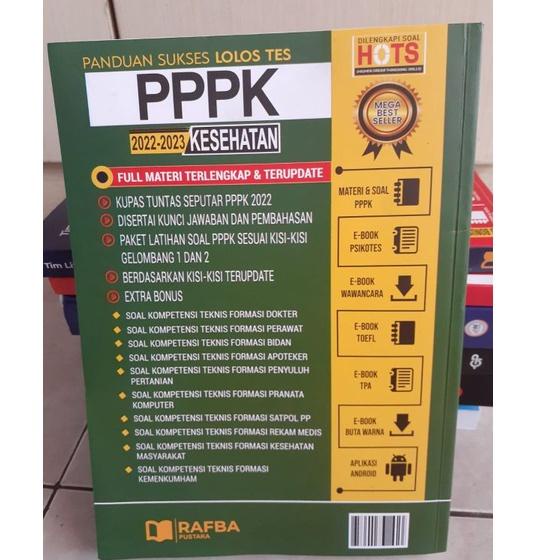 PANDUAN SUKSES LOLOS TES
PPPK
2022-2023 KESEHATAN
FULL MATERI TERLENGKAP & TERUPDATE
KUPAS TUNTAS SEPUTAR PPPK 2022
DISERTAI KUNCI JAWABAN DAN PEMBAHASAN
PAKET LATIHAN SOAL PPPK SESUAI KISI-KISI
GELOMBANG 1 DAN 2
BERDASARKAN KISI-KISI TERUPDATE
EXTRA BONUS
SOAL KOMPETENSI TEKNIS FORMASI DOKTER
SOAL KOMPETENSI TEKNIS FORMASI PERAWAT
SOAL KOMPETENSI TEKNIS FORMASI BIDAN
SOAL KOMPETENSI TEKNIS FORMASI APOTEKER
SOAL KOMPETENSI TEKNIS FORMASI PENYULUH
PERTANIAN
SOAL KOMPETENSI TEKNIS FORMASI PRANATA
KOMPUTER
SOAL KOMPETENSI TEKNIS FORMASI SATPOL PP
SOAL KOMPETENSI TEKNIS FORMASI REKAM MEDIS
SOAL KOMPETENSI TEKNIS FORMASI KESEHATAN
MASYARAKAT
SOAL KOMPETENSI TEKNIS FORMASI
KEMENKUMHAM
RAFBA
PUSTAKA
DILENGKAPI SOAL
HOTS
(HIGHER ORDER THINGKING SKILLS)
MEGA
BEST
SELLER
MATERI & SOAL
PPPK
E-BOOK
PSIKOTES
E-BOOK
WAWANCARA
E-BOOK
TOEFL
E-BOOK
TPA
E-BOOK
BUTA WARNA
APLIKASI
ANDROID
Tim Li